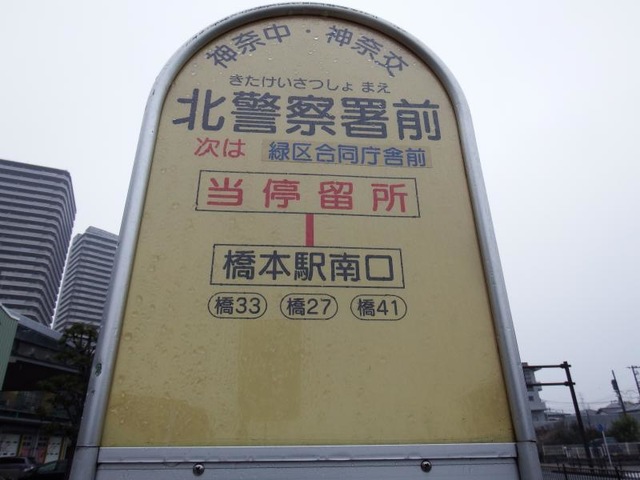 神奈中・神奈交
きたけいさつしょ まえ
北警察署前
次は 緑区合同庁舎前
当停留所
橋本駅南口
橋33 橋27 橋41